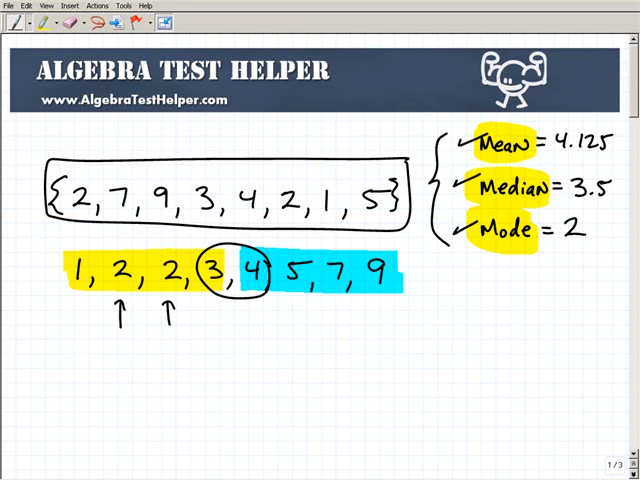 File Edit View Insert Actions Tools Help
ALGEBRA TEST HELPER
www.AlgebraTestHelper.com
{2, 7, 9, 3, 4, 2, 1, 5}
Mean = 4.125
Median = 3.5
Mode = 2
1, 2, 2, 3, 4, 5, 7, 9
1 / 3